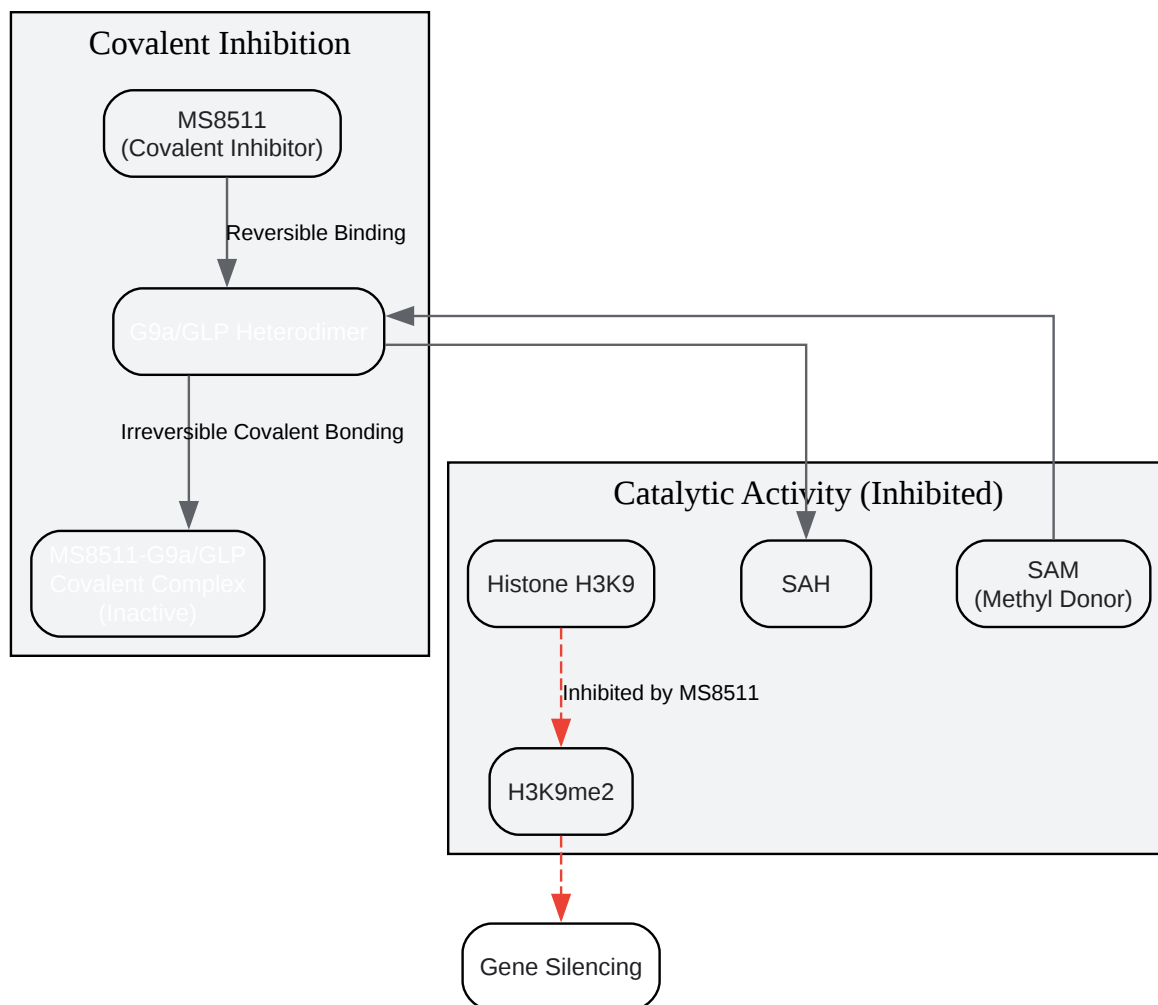 Covalent Inhibition
MS8511
(Covalent Inhibitor)
Reversible Binding
G9a/GLP Heterodimer
Irreversible Covalent Bonding
MS8511-G9a/GLP
Covalent Complex
(Inactive)
Catalytic Activity (Inhibited)
Histone H3K9
SAH
SAM
(Methyl Donor)
Inhibited by MS8511
H3K9me2
Gene Silencing